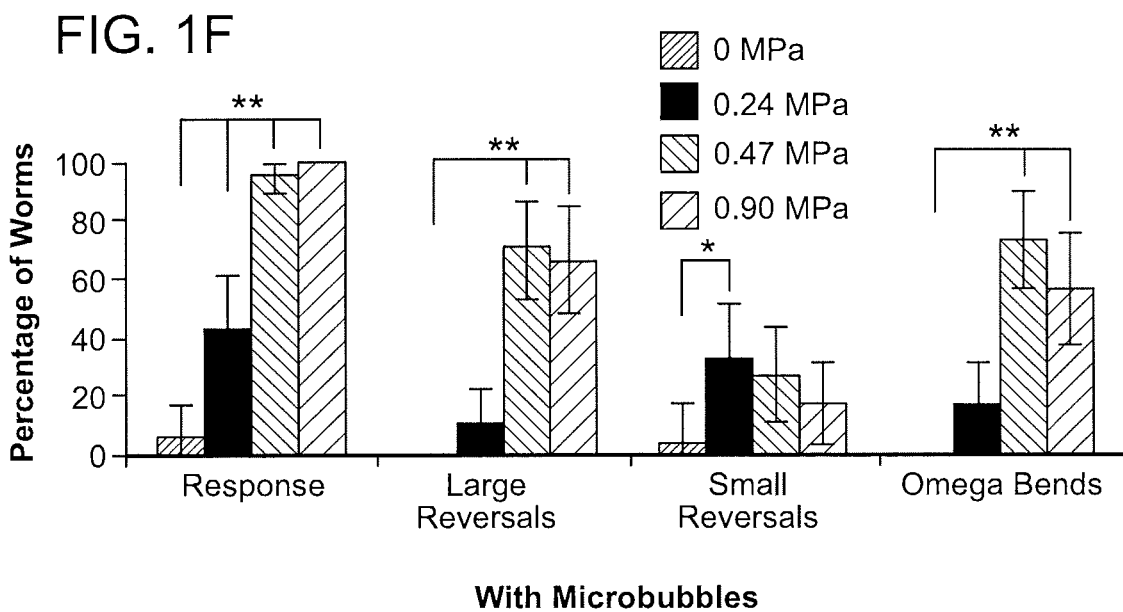 FIG. 1F
0 MPa
0.24 MPa
0.47 MPa
0.90 MPa
**
**
*
**
Percentage of Worms
100
80
60
40
20
0
Response
Large
Reversals
Small
Reversals
Omega Bends
With Microbubbles